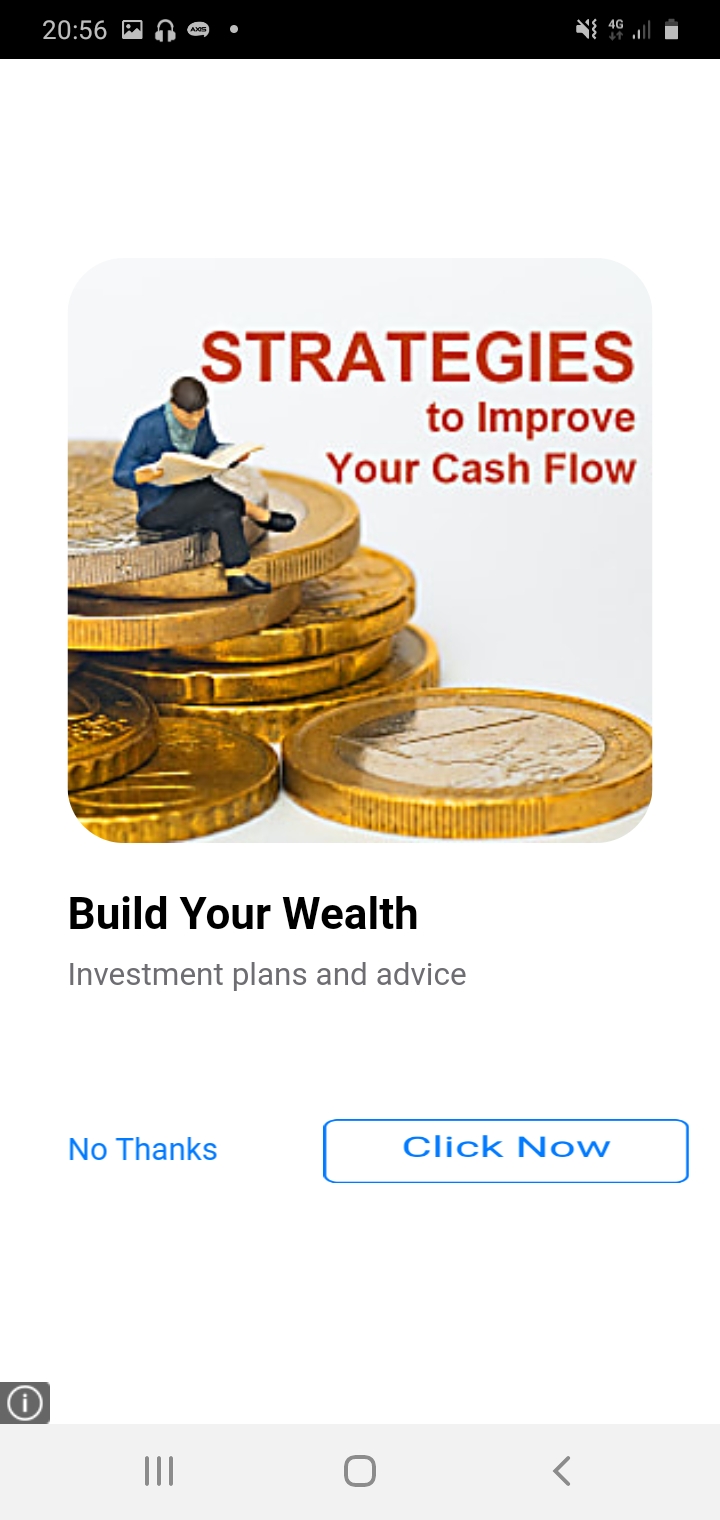 20:56 AXIS 4G
STRATEGIES
to Improve
Your Cash Flow
Build Your Wealth
Investment plans and advice
No Thanks Click Now